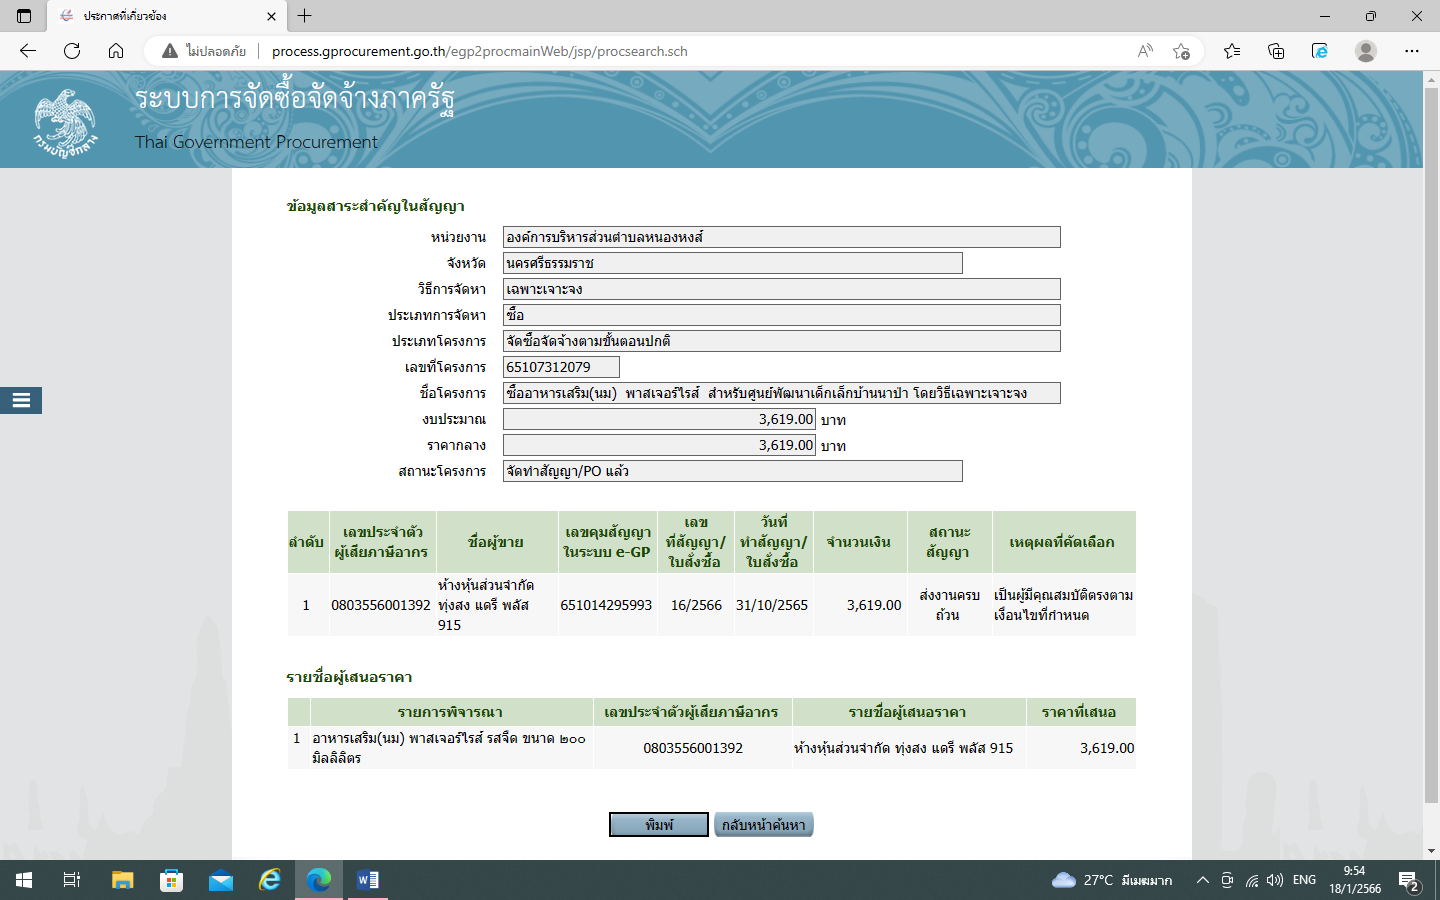 ประกาศที่เกี่ยวข้อง
ไม่ปลอดภัย
process.gprocurement.go.th/egp2procmainWeb/jsp/procsearch.sch
ระบบการจัดซื้อจัดจ้างภาครัฐ
Thai Government Procurement
กรมบัญชีกลาง
ข้อมูลสาระสำคัญในสัญญา
หน่วยงาน องค์การบริหารส่วนตำบลหนองหงส์
จังหวัด นครศรีธรรมราช
วิธีการจัดหา เฉพาะเจาะจง
ประเภทการจัดหา ซื้อ
ประเภทโครงการ จัดซื้อจัดจ้างตามขั้นตอนปกติ
เลขที่โครงการ 65107312079
ชื่อโครงการ ซื้ออาหารเสริม(นม) พาสเจอร์ไรส์ สำหรับศูนย์พัฒนาเด็กเล็กบ้านนาป่า โดยวิธีเฉพาะเจาะจง
งบประมาณ 3,619.00 บาท
ราคากลาง 3,619.00 บาท
สถานะโครงการ จัดทำสัญญา/PO แล้ว
ลำดับ เลขประจำตัวผู้เสียภาษีอากร ชื่อผู้ขาย เลขคุมสัญญาในระบบ e-GP เลขที่สัญญา/ใบสั่งซื้อ วันที่ทำสัญญา/ใบสั่งซื้อ จำนวนเงิน สถานะสัญญา เหตุผลที่คัดเลือก
1 0803556001392 ห้างหุ้นส่วนจำกัด ทุ่งสง แดรี่ พลัส 915 651014295993 16/2566 31/10/2565 3,619.00 ส่งงานครบถ้วน เป็นผู้มีคุณสมบัติตรงตามเงื่อนไขที่กำหนด
รายชื่อผู้เสนอราคา
รายการพิจารณา เลขประจำตัวผู้เสียภาษีอากร รายชื่อผู้เสนอราคา ราคาที่เสนอ
1 อาหารเสริม(นม) พาสเจอร์ไรส์ รสจืด ขนาด ๒๐๐ มิลลิลิตร 0803556001392 ห้างหุ้นส่วนจำกัด ทุ่งสง แดรี่ พลัส 915 3,619.00
พิมพ์ กลับหน้าค้นหา
27°C มีเมฆมาก
ENG
9:54
18/1/2566
2